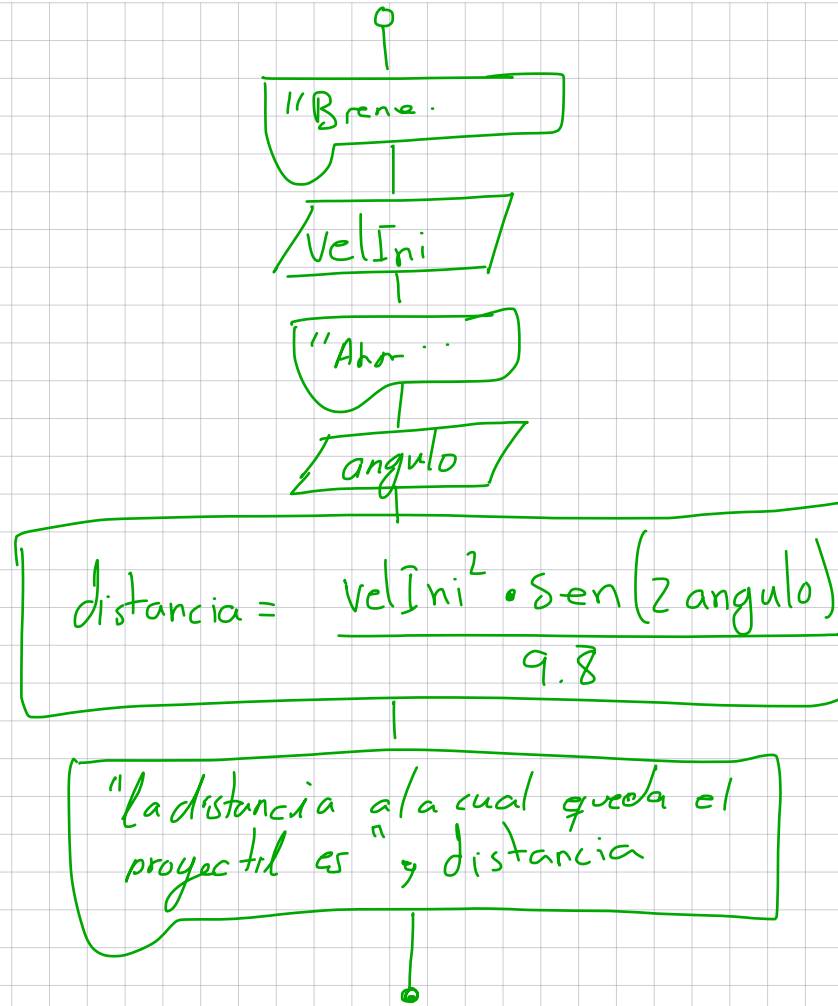 "Brene.
VelIni
"Ahor...
angulo
distancia = velIni² · Sen(2 angulo)
9.8
"La distancia a la cual queda el
proyectil es", distancia